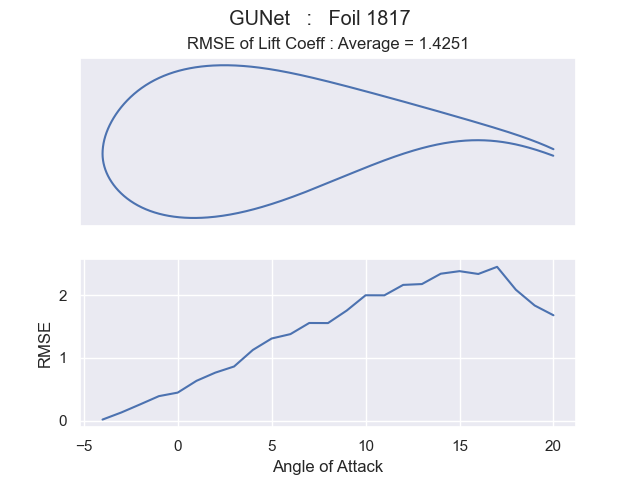 GUNet : Foil 1817
RMSE of Lift Coeff : Average = 1.4251
RMSE
2
1
0
−5 0 5 10 15 20
Angle of Attack